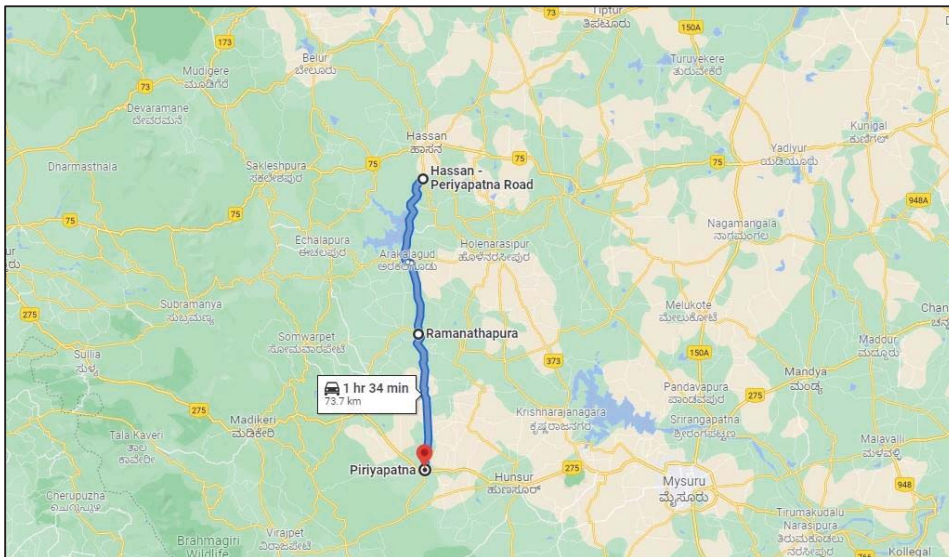 73
Tiptur
ತಿಪಟೂರು
150A
173
Belur
ಬೇಲೂರು
Mudigere
ಮೂಡಿಗೆರೆ
Turuvekere
ತುರುವೇಕೆರೆ
73
Devaramane
ದೇವರಮನೆ
Hassan
ಹಾಸನ
Kunigal
ಕುಣಿಗಲ್
Yadiyur
ಯಡಿಯೂರು
Dharmasthala
Sakleshpura
ಸಕಲೇಶಪುರ
75
75
75
Hassan -
Periyapatna Road
948A
75
Nagamangala
ನಾಗಮಂಗಲ
Echalapura
ಈಚಲಪುರ
Arakalagud
ಅರಕಲಗೂಡು
Holenarasipur
ಹೊಳೆನರಸೀಪುರ
275
Subramanya
ಸುಬ್ರಮಣ್ಯ
Melukote
ಮೇಲುಕೋಟೆ
Ramanathapura
Somwarpet
ಸೋಮವಾರಪೇಟೆ
Sullia
ಸುಳ್ಯ
Maddur
ಮದ್ದೂರು
373
150A
Mandya
ಮಂಡ್ಯ
1 hr 34 min
73.7 km
Pandavapura
ಪಾಂಡವಪುರ
275
Madikeri
ಮಡಿಕೇರಿ
Krishnarajanagara
ಕೃಷ್ಣರಾಜನಗರ
Srirangapatna
ಶ್ರೀರಂಗಪಟ್ಟಣ
275
Tala Kaveri
ತಾಲ
ಕಾವೇರೀ
Malavalli
ಮಳವಳ್ಳಿ
Piriyapatna
Hunsur
ಹುಣಸೂರ್
275
Mysuru
ಮೈಸೂರು
948
Cherupuzha
Tirumakudalu
Narasipura
ತಿರುಮಕೂಡಲು
ನರಸೀಪುರ
Virajpet
ವಿರಾಜಪೇಟೆ
Brahmagiri
Wildlife
766
Kollegal